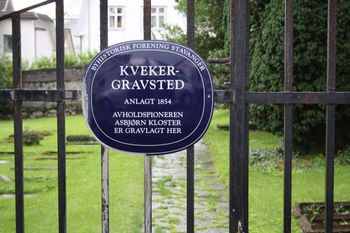 BYHISTORISK FORENING STAVANGER
KVEKER-
GRAVSTED
ANLAGT 1854
AVHOLDSPIONEREN
ASBJØRN KLOSTER
ER GRAVLAGT HER